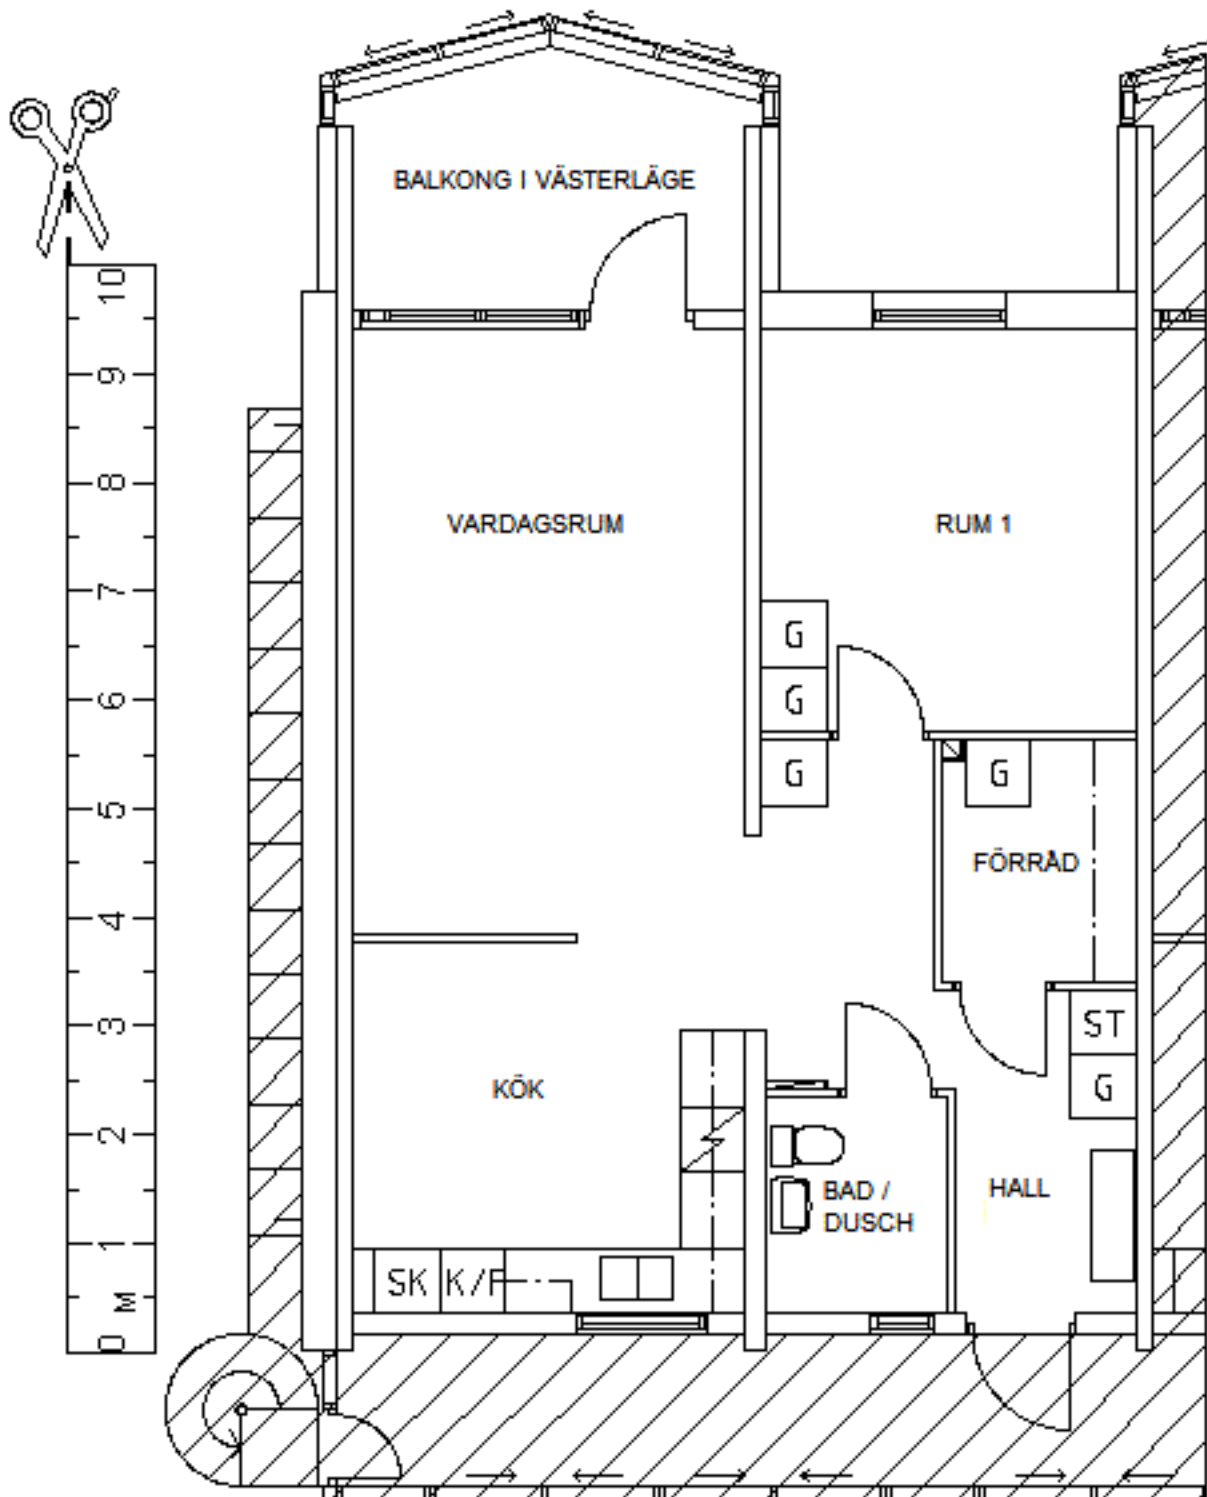 BALKONG I VÄSTERLÄGE
10
9
8
7
6
5
4
3
2
1
M
0
VARDAGSRUM
RUM 1
G
G
G
G
FÖRRÅD
ST
G
KÖK
BAD /
DUSCH
HALL
SK K/F